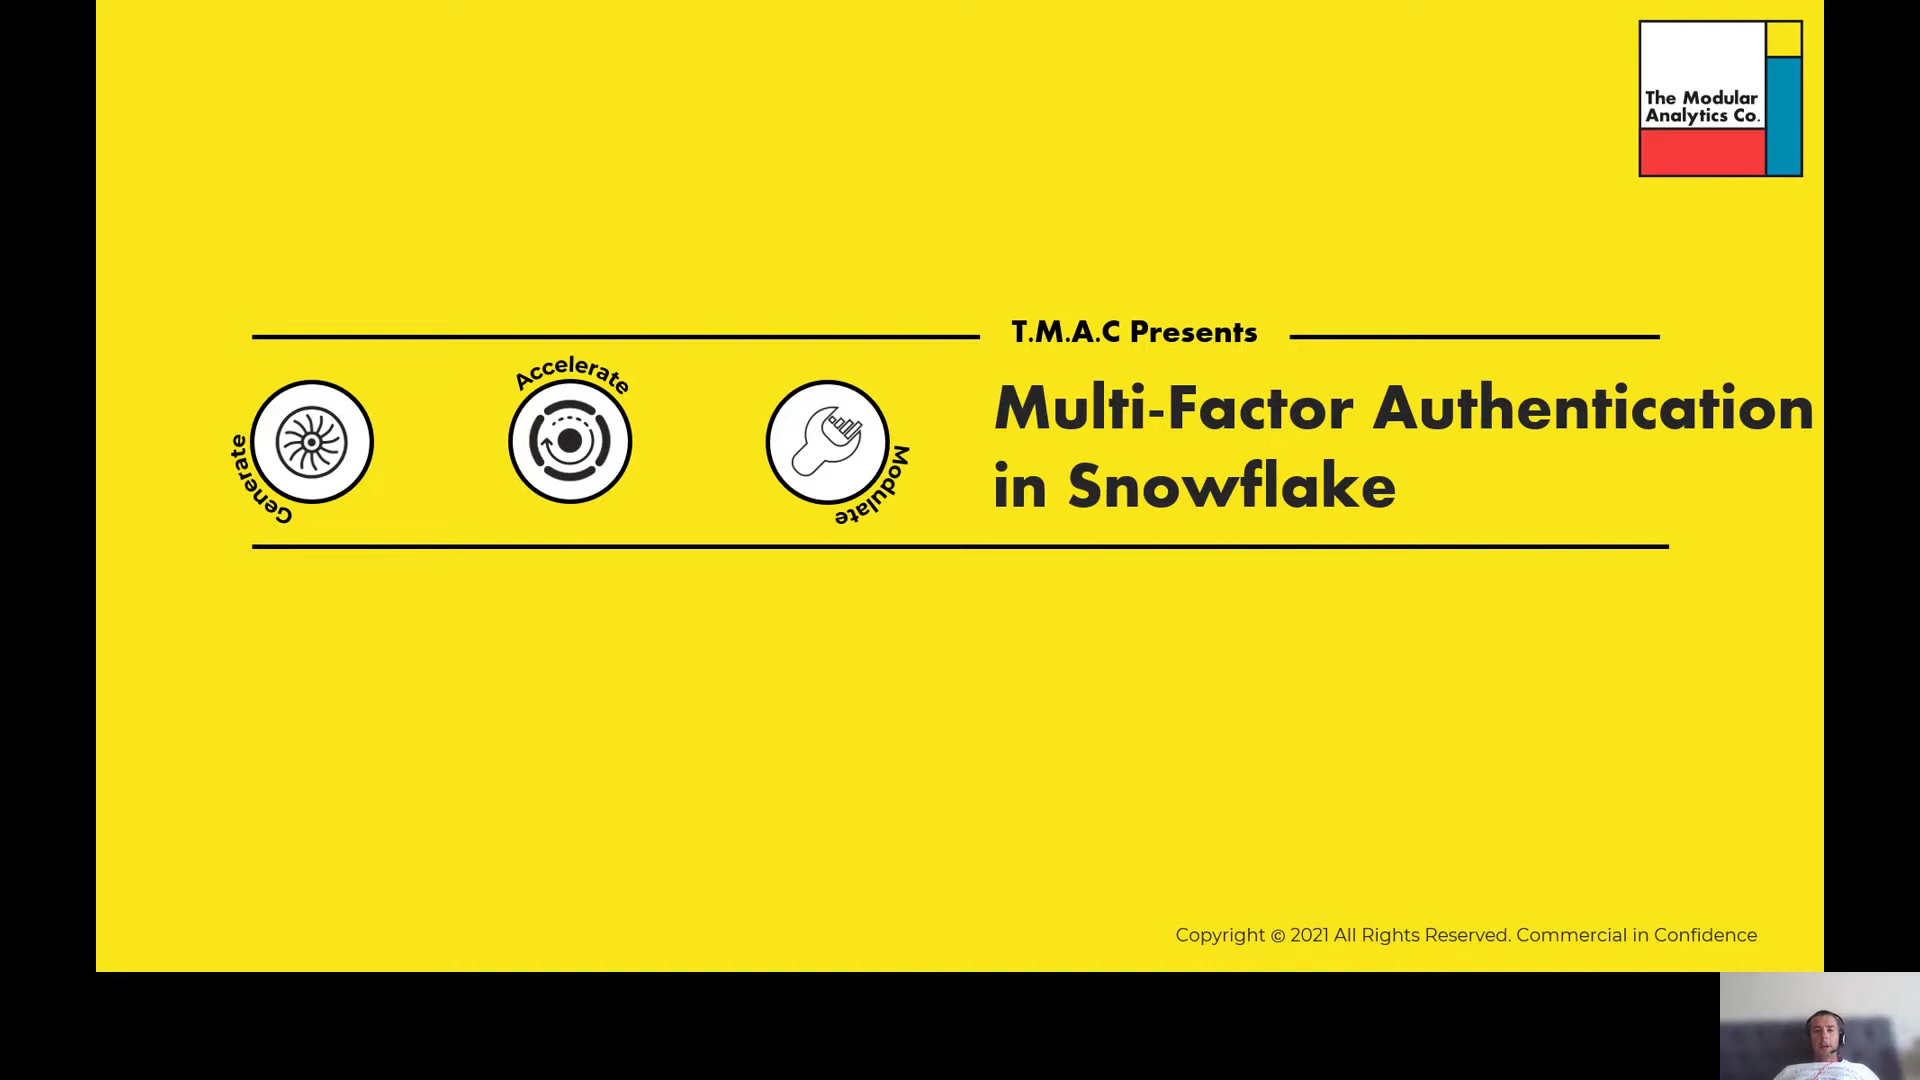 The Modular
Analytics Co.
T.M.A.C Presents
Generate
Accelerate
Modulate
Multi-Factor Authentication
in Snowflake
Copyright © 2021 All Rights Reserved. Commercial in Confidence